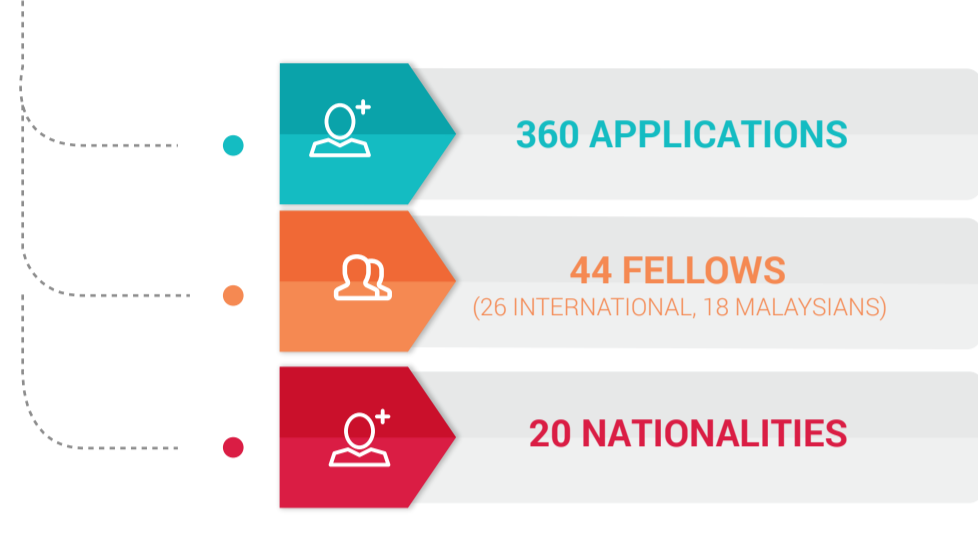 360 APPLICATIONS
44 FELLOWS
(26 INTERNATIONAL, 18 MALAYSIANS)
20 NATIONALITIES